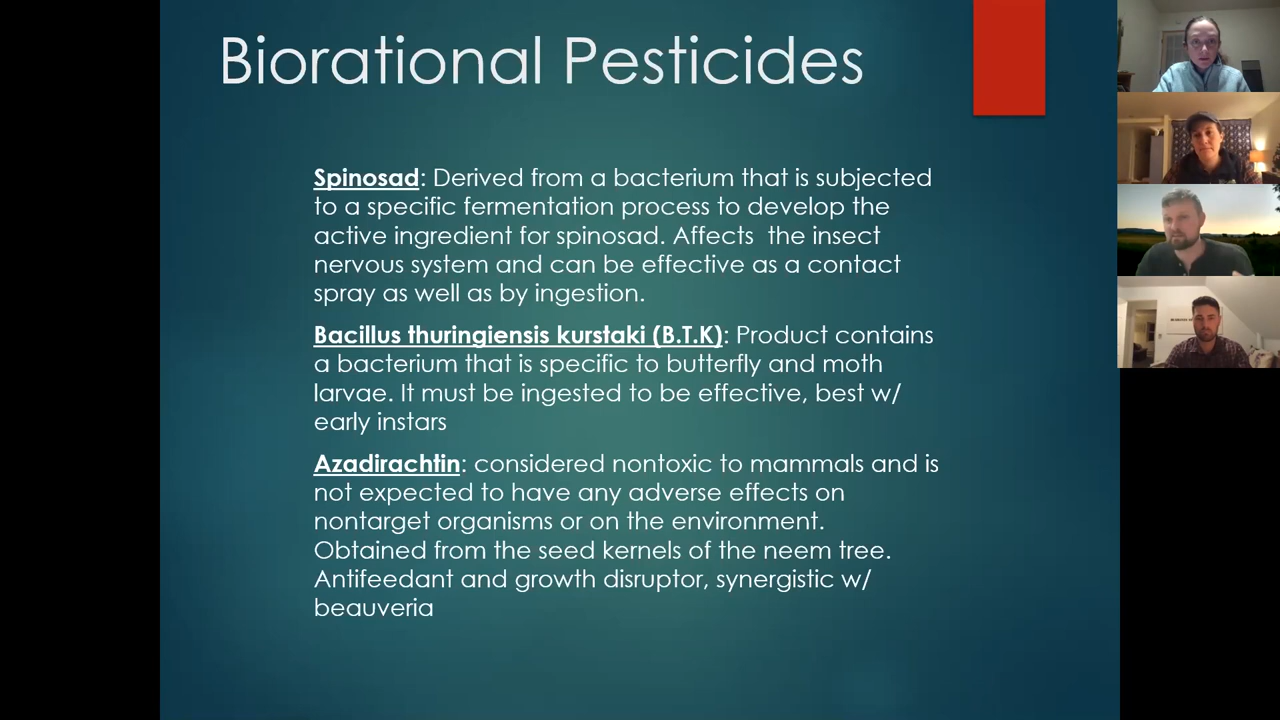 Biorational Pesticides
Spinosad: Derived from a bacterium that is subjected
to a specific fermentation process to develop the
active ingredient for spinosad. Affects  the insect
nervous system and can be effective as a contact
spray as well as by ingestion.
Bacillus thuringiensis kurstaki (B.T.K): Product contains
a bacterium that is specific to butterfly and moth
larvae. It must be ingested to be effective, best w/
early instars
Azadirachtin: considered nontoxic to mammals and is
not expected to have any adverse effects on
nontarget organisms or on the environment.
Obtained from the seed kernels of the neem tree.
Antifeedant and growth disruptor, synergistic w/
beauveria